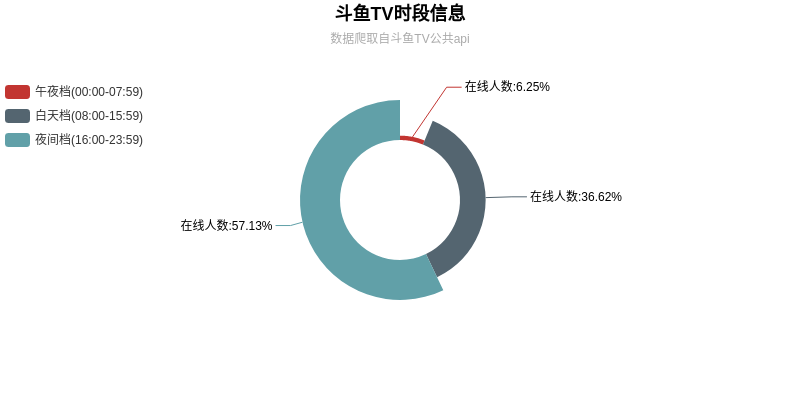 斗鱼TV时段信息
数据爬取自斗鱼TV公共api
午夜档(00:00-07:59)
白天档(08:00-15:59)
夜间档(16:00-23:59)
在线人数:6.25%
在线人数:36.62%
在线人数:57.13%